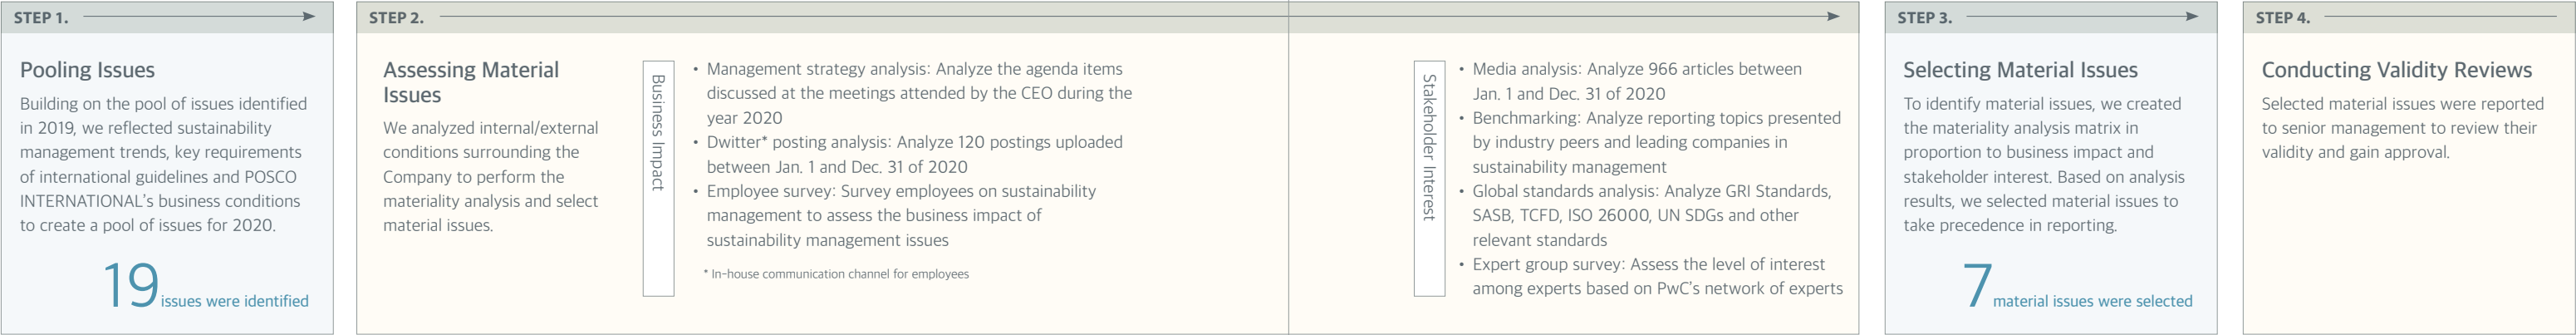 STEP 1.
Pooling Issues
Building on the pool of issues identified
in 2019, we reflected sustainability
management trends, key requirements
of international guidelines and POSCO
INTERNATIONAL's business conditions
to create a pool of issues for 2020.
19 issues were identified
STEP 2.
Assessing Material
Issues
We analyzed internal/external
conditions surrounding the
Company to perform the
materiality analysis and select
material issues.
Business Impact
• Management strategy analysis: Analyze the agenda items
discussed at the meetings attended by the CEO during the
year 2020
• Dwitter* posting analysis: Analyze 120 postings uploaded
between Jan. 1 and Dec. 31 of 2020
• Employee survey: Survey employees on sustainability
management to assess the business impact of
sustainability management issues
* In-house communication channel for employees
Stakeholder Interest
• Media analysis: Analyze 966 articles between
Jan. 1 and Dec. 31 of 2020
• Benchmarking: Analyze reporting topics presented
by industry peers and leading companies in
sustainability management
• Global standards analysis: Analyze GRI Standards,
SASB, TCFD, ISO 26000, UN SDGs and other
relevant standards
• Expert group survey: Assess the level of interest
among experts based on PwC's network of experts
STEP 3.
Selecting Material Issues
To identify material issues, we created
the materiality analysis matrix in
proportion to business impact and
stakeholder interest. Based on analysis
results, we selected material issues to
take precedence in reporting.
7 material issues were selected
STEP 4.
Conducting Validity Reviews
Selected material issues were reported
to senior management to review their
validity and gain approval.